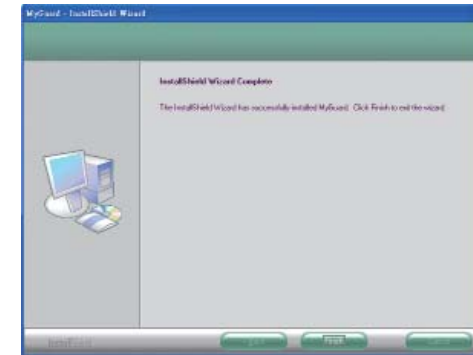 MyGuard - InstallShield Wizard
InstallShield Wizard Complete
The InstallShield Wizard has successfully installed MyGuard. Click Finish to exit the wizard.
InstallShield
Finish